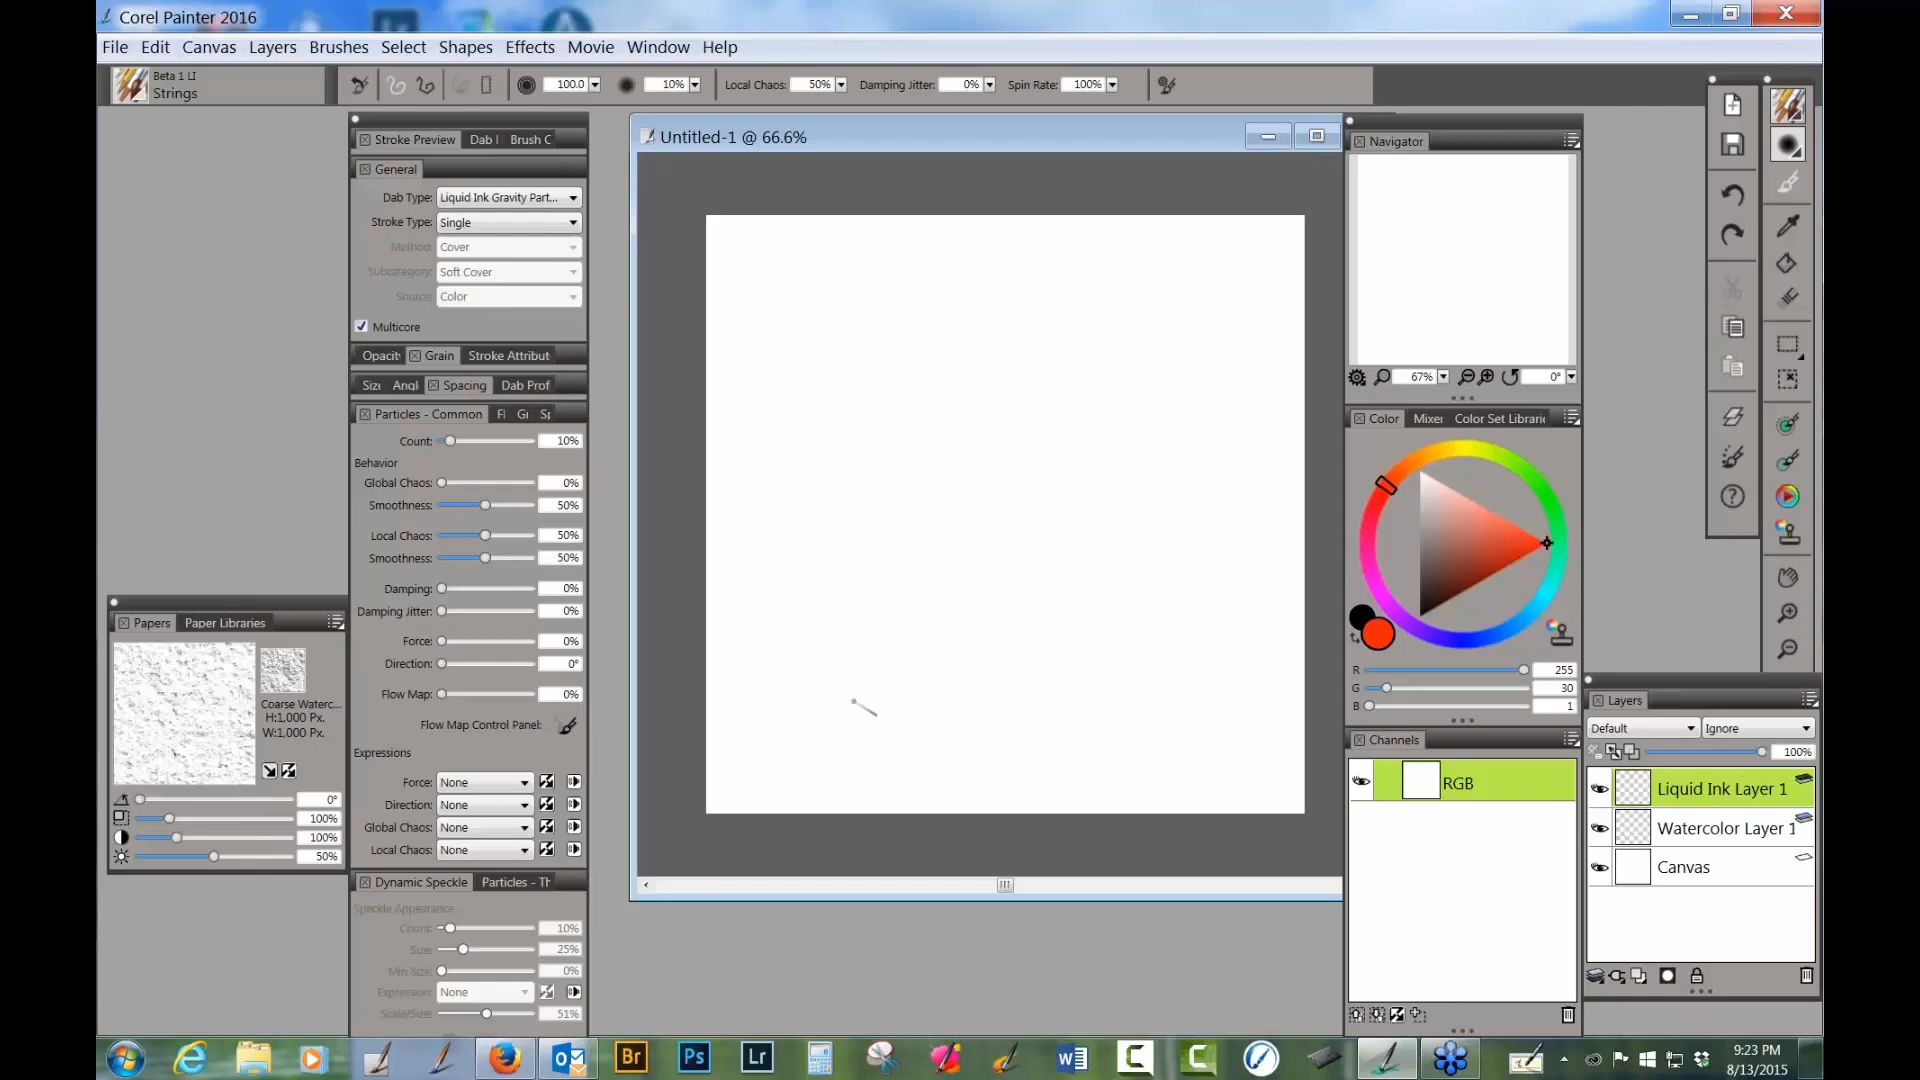 Corel Painter 2016
File Edit Canvas Layers Brushes Select Shapes Effects Movie Window Help
Beta 1 LI
Strings
100.0 10% Local Chaos: 50% Damping Jitter: 0% Spin Rate: 100%
Stroke Preview Dab I Brush C
General
Dab Type: Liquid Ink Gravity Part...
Stroke Type: Single
Method: Cover
Subcategory: Soft Cover
Source: Color
Multicore
Opacit Grain Stroke Attribut
Size Angl Spacing Dab Prof
Particles - Common Fl Gr Sp
Count: 10%
Behavior
Global Chaos: 0%
Smoothness: 50%
Local Chaos: 50%
Smoothness: 50%
Damping: 0%
Damping Jitter: 0%
Force: 0%
Direction: 0°
Flow Map: 0%
Flow Map Control Panel:
Expressions
Force: None
Direction: None
Global Chaos: None
Local Chaos: None
Dynamic Speckle Particles - Th
Speckle Appearance
Count: 10%
Size: 25%
Min Size: 0%
Expression: None
Scale/Size: 51%
Papers Paper Libraries
Coarse Waterc...
H:1,000 Px.
W:1,000 Px.
0°
100%
100%
50%
Untitled-1 @ 66.6%
Navigator
67% 0°
Color Mixer Color Set Librarie
R 255
G 30
B 1
Channels
RGB
Layers
Default Ignore
100%
Liquid Ink Layer 1
Watercolor Layer 1
Canvas
Br Ps Lr
9:23 PM
8/13/2015